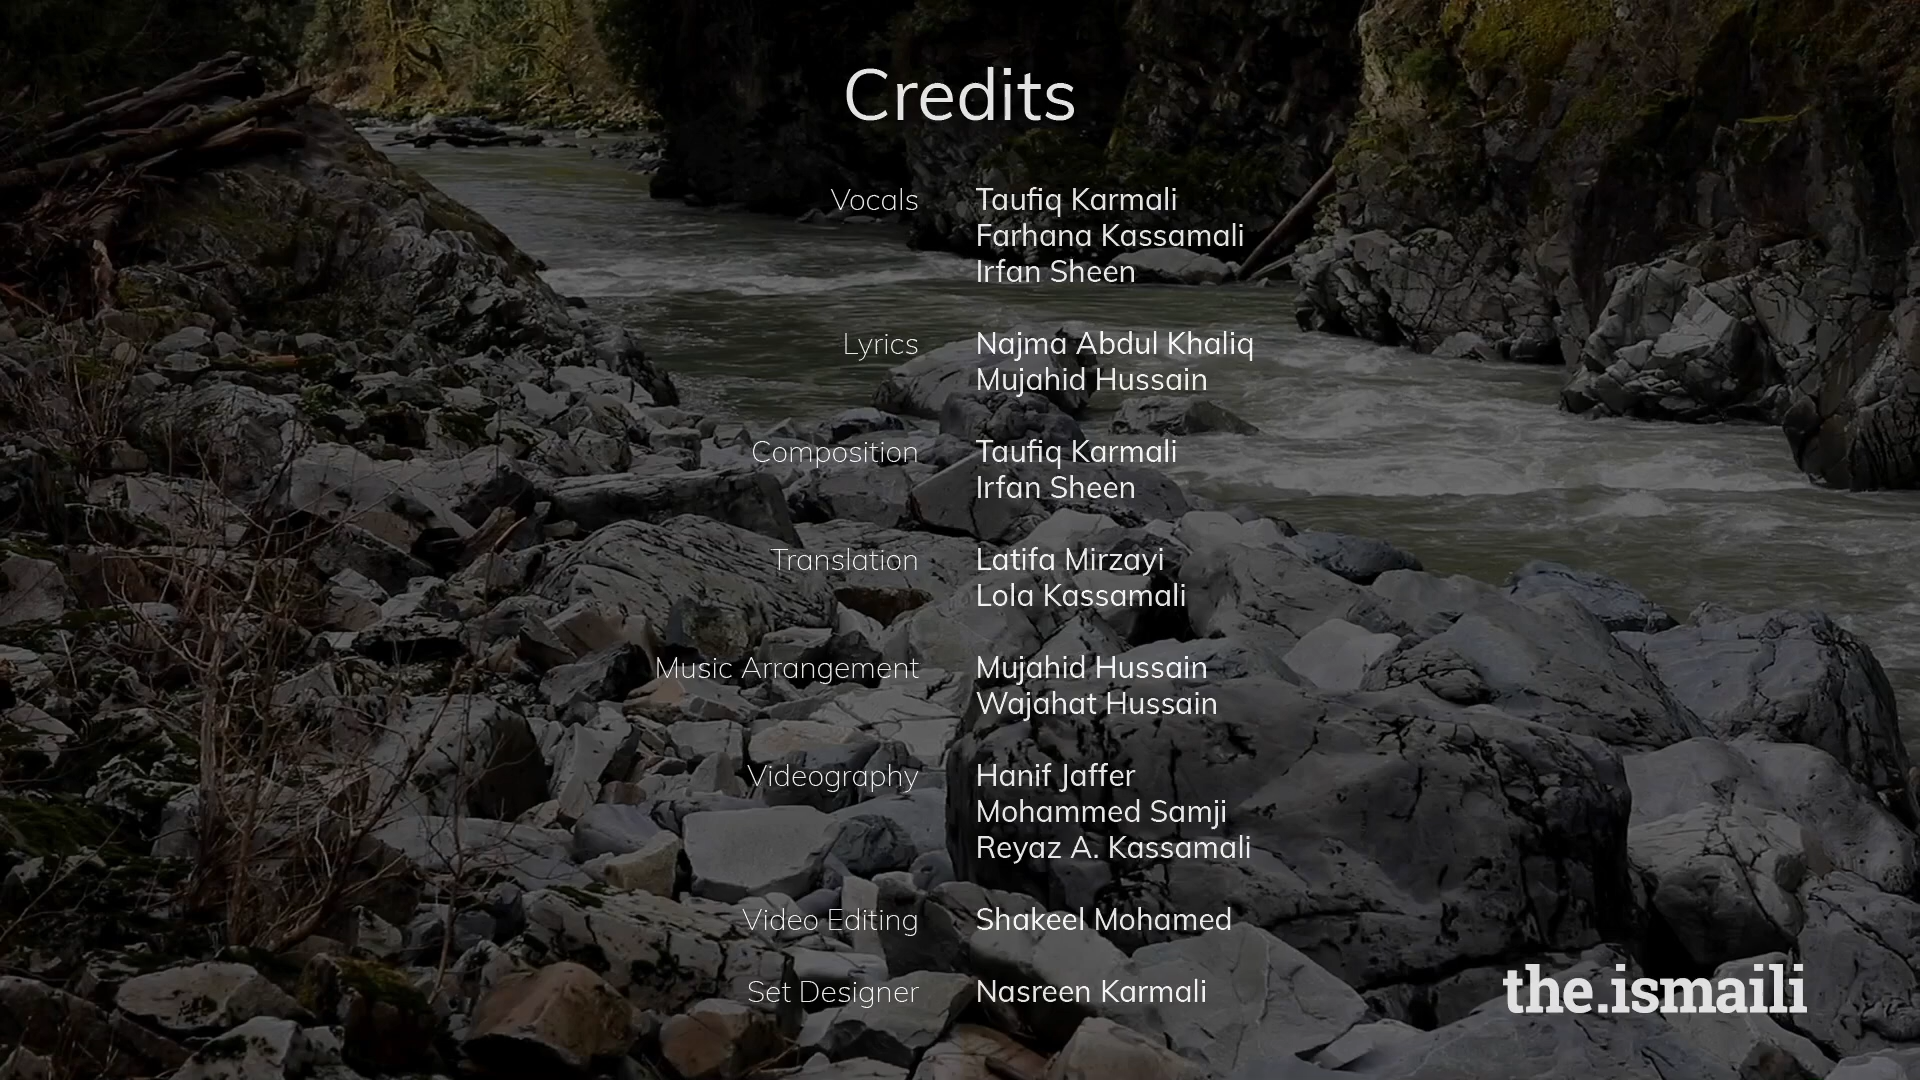 Credits
Vocals Taufiq Karmali
Farhana Kassamali
Irfan Sheen
Lyrics Najma Abdul Khaliq
Mujahid Hussain
Composition Taufiq Karmali
Irfan Sheen
Translation Latifa Mirzayi
Lola Kassamali
Music Arrangement Mujahid Hussain
Wajahat Hussain
Videography Hanif Jaffer
Mohammed Samji
Reyaz A. Kassamali
Video Editing Shakeel Mohamed
Set Designer Nasreen Karmali
the.ismaili